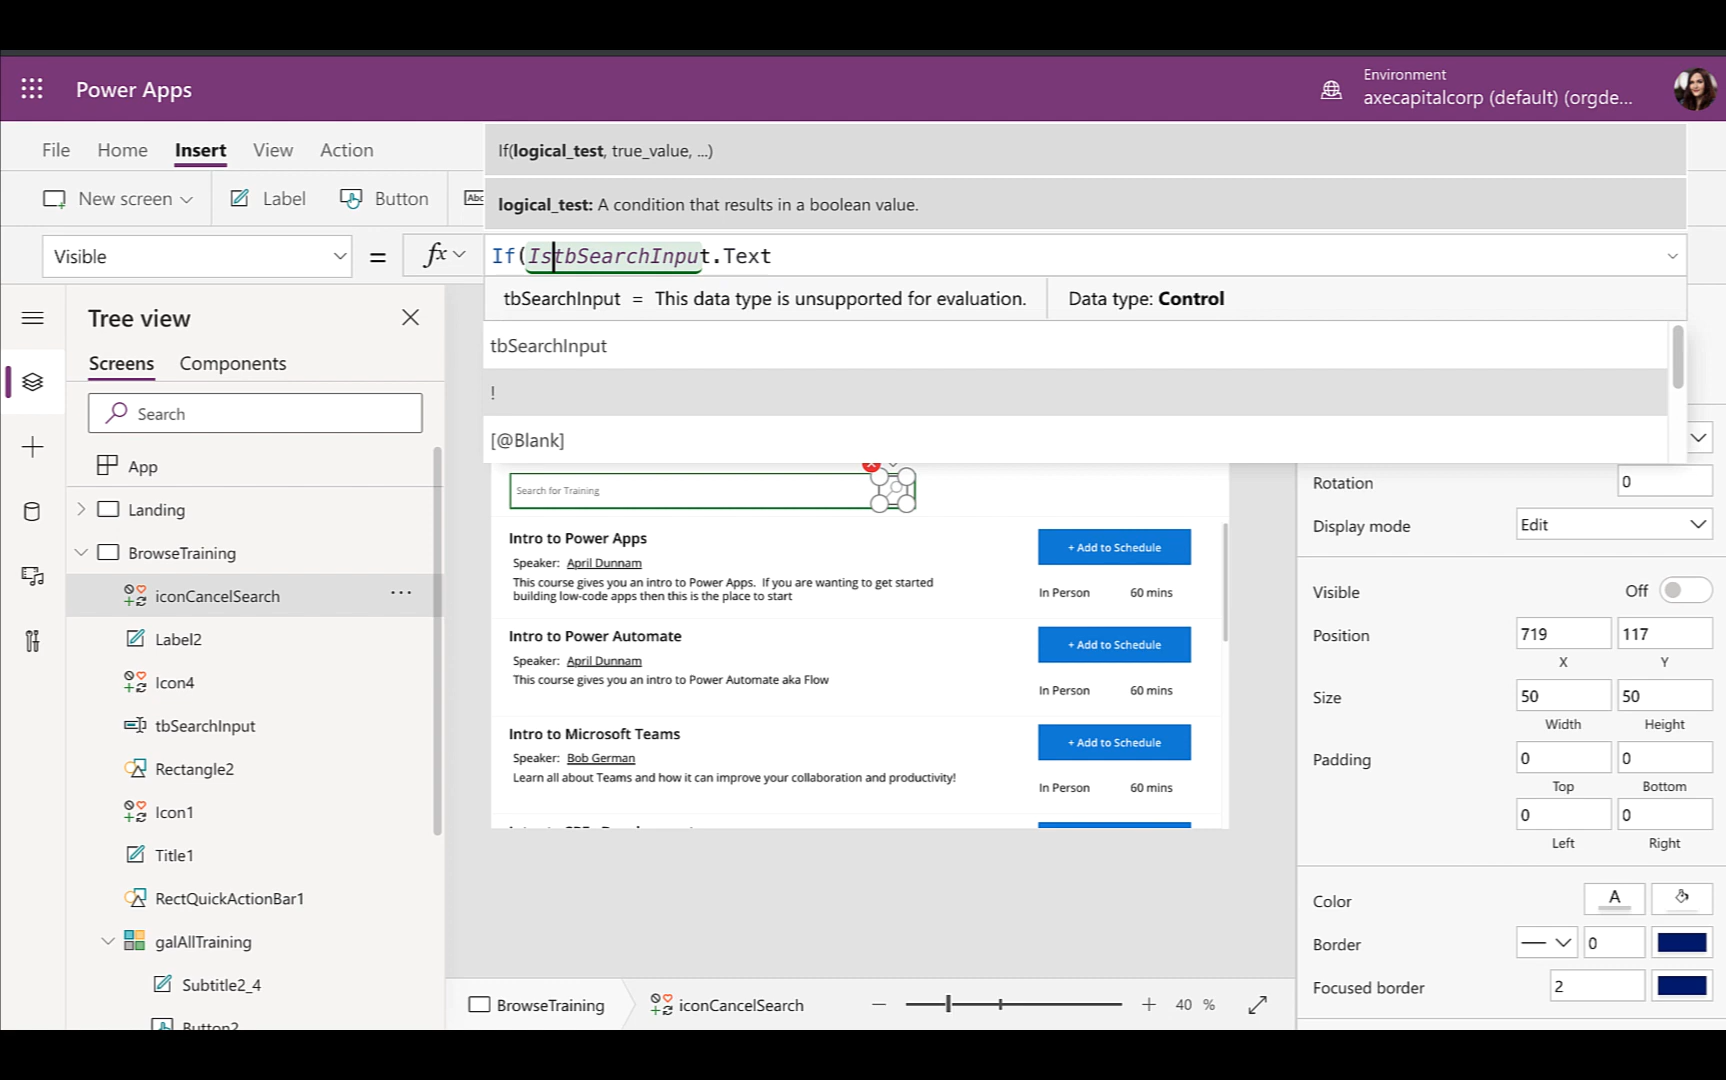 Power Apps
Environment
axecapitalcorp (default) (orgde...
File Home Insert View Action
If(logical_test, true_value, ...)
New screen Label Button Abc
logical_test: A condition that results in a boolean value.
Visible = fx If(IstbSearchInput.Text
tbSearchInput = This data type is unsupported for evaluation. Data type: Control
Tree view
tbSearchInput
Screens Components
!
Search
[@Blank]
App
Landing
BrowseTraining
iconCancelSearch
Label2
Icon4
tbSearchInput
Rectangle2
Icon1
Title1
RectQuickActionBar1
galAllTraining
Subtitle2_4
Button2
Search for Training
Intro to Power Apps
+ Add to Schedule
Speaker: April Dunnam
This course gives you an intro to Power Apps. If you are wanting to get started
building low-code apps then this is the place to start
In Person 60 mins
Intro to Power Automate
+ Add to Schedule
Speaker: April Dunnam
This course gives you an intro to Power Automate aka Flow
In Person 60 mins
Intro to Microsoft Teams
+ Add to Schedule
Speaker: Bob German
Learn all about Teams and how it can improve your collaboration and productivity!
In Person 60 mins
BrowseTraining iconCancelSearch 40 %
Rotation 0
Display mode Edit
Visible Off
Position 719 117
X Y
Size 50 50
Width Height
Padding 0 0
Top Bottom
0 0
Left Right
Color A
Border 0
Focused border 2